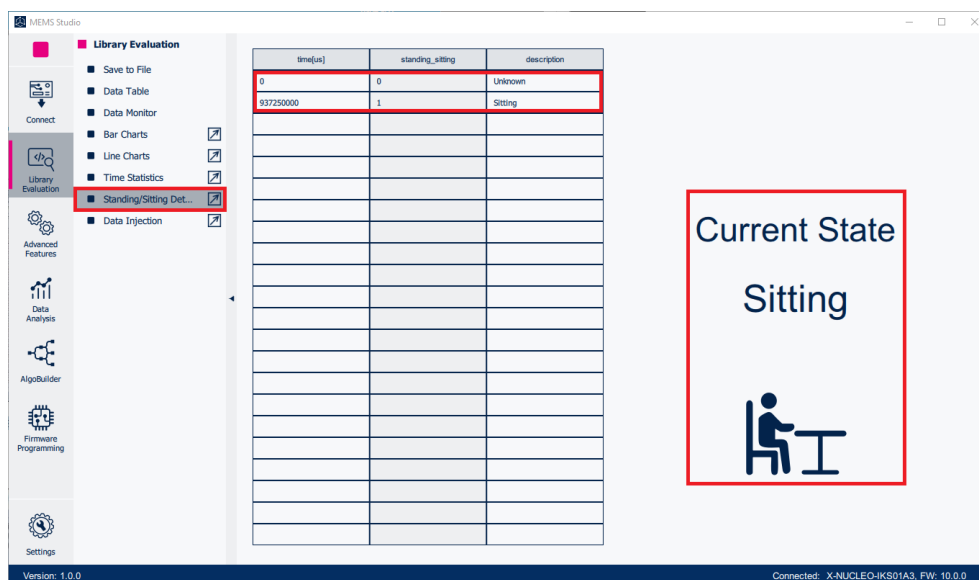 MEMS Studio
Connect
Library
Evaluation
Advanced
Features
Data
Analysis
AlgoBuilder
Firmware
Programming
Settings
Library Evaluation
Save to File
Data Table
Data Monitor
Bar Charts
Line Charts
Time Statistics
Standing/Sitting Det...
Data Injection
time[us] standing_sitting description
0 0 Unknown
937250000 1 Sitting
Current State
Sitting
Version: 1.0.0 Connected: X-NUCLEO-IKS01A3, FW: 10.0.0